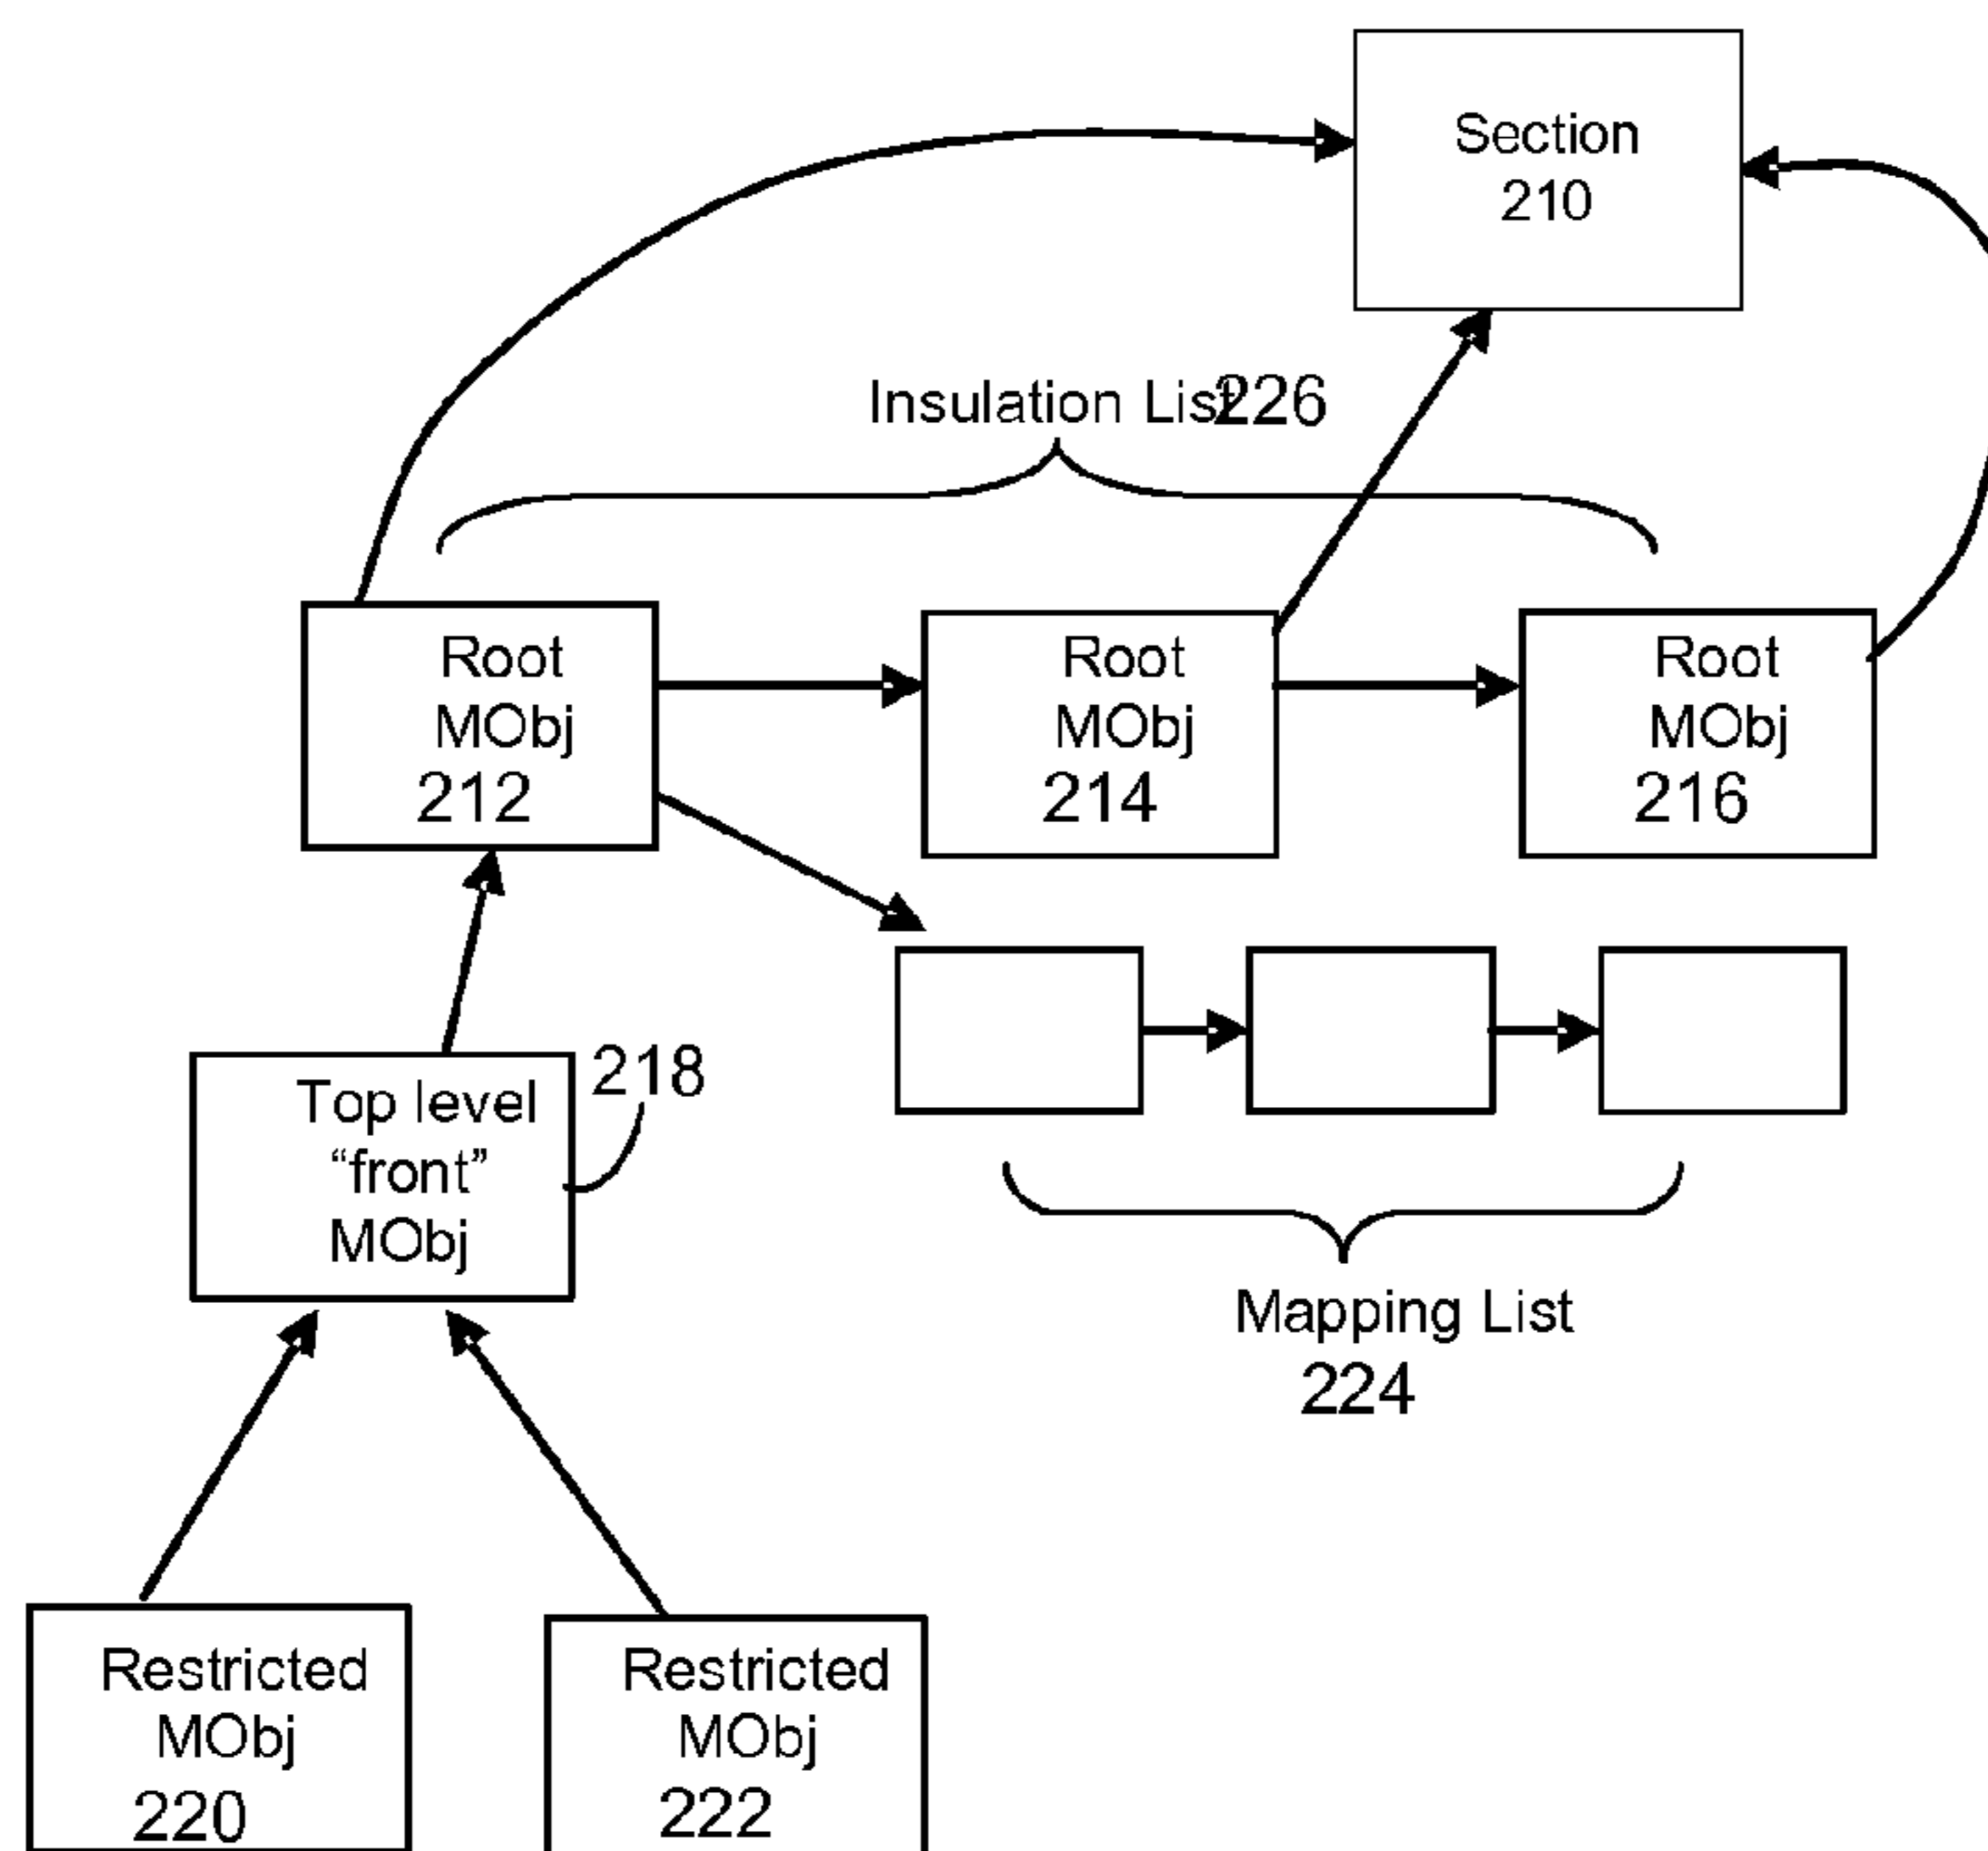 Section
210
Insulation List 226
Root
MObj
212
Root
MObj
214
Root
MObj
216
Top level
“front”
MObj
218
Mapping List
224
Restricted
MObj
220
Restricted
MObj
222